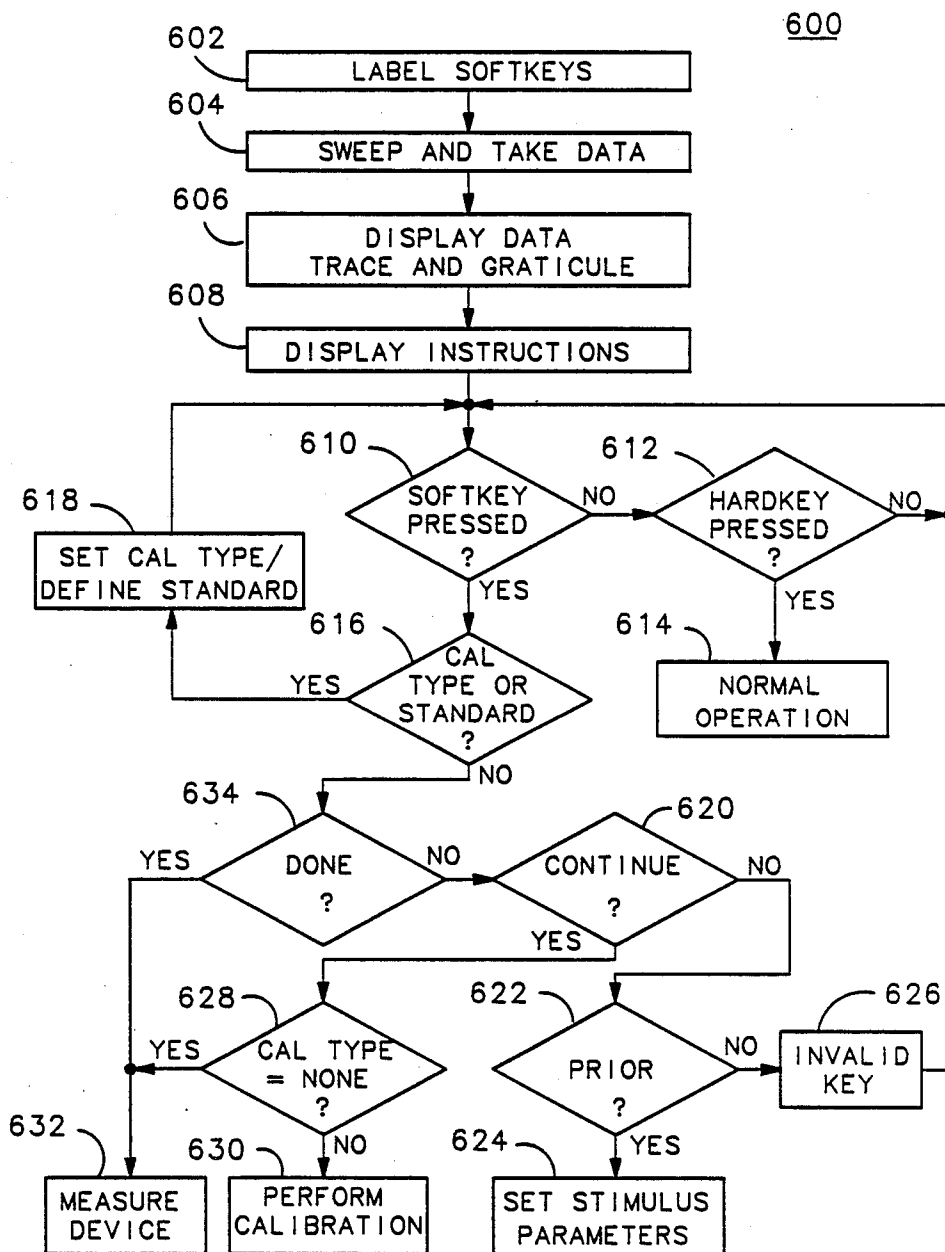 600
602
LABEL SOFTKEYS
604
SWEEP AND TAKE DATA
606
DISPLAY DATA
TRACE AND GRATICULE
608
DISPLAY INSTRUCTIONS
610
SOFTKEY
PRESSED
?
NO
YES
612
HARDKEY
PRESSED
?
NO
YES
614
NORMAL
OPERATION
618
SET CAL TYPE/
DEFINE STANDARD
616
CAL
TYPE OR
STANDARD
?
YES
NO
634
DONE
?
YES
NO
620
CONTINUE
?
NO
YES
628
CAL TYPE
= NONE
?
YES
NO
622
PRIOR
?
NO
YES
626
INVALID
KEY
632
MEASURE
DEVICE
630
PERFORM
CALIBRATION
624
SET STIMULUS
PARAMETERS